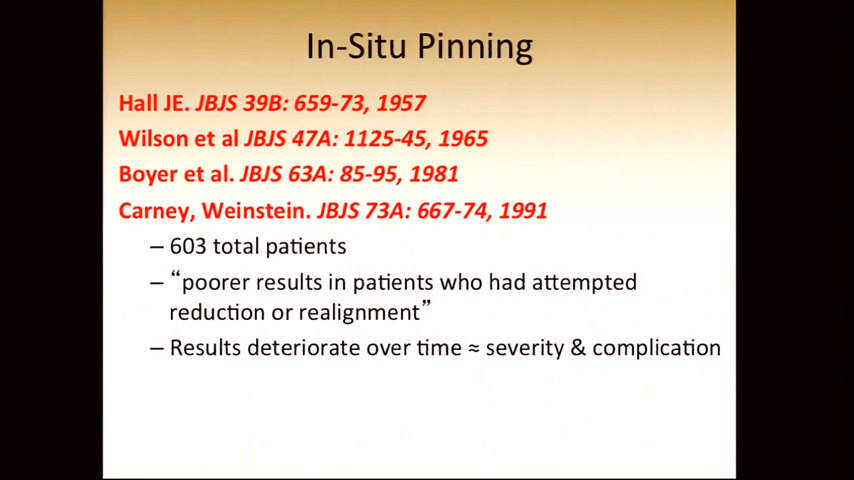 In-Situ Pinning
Hall JE. JBJS 39B: 659-73, 1957
Wilson et al JBJS 47A: 1125-45, 1965
Boyer et al. JBJS 63A: 85-95, 1981
Carney, Weinstein. JBJS 73A: 667-74, 1991
– 603 total patients
– “poorer results in patients who had attempted
reduction or realignment”
– Results deteriorate over time ≈ severity & complication